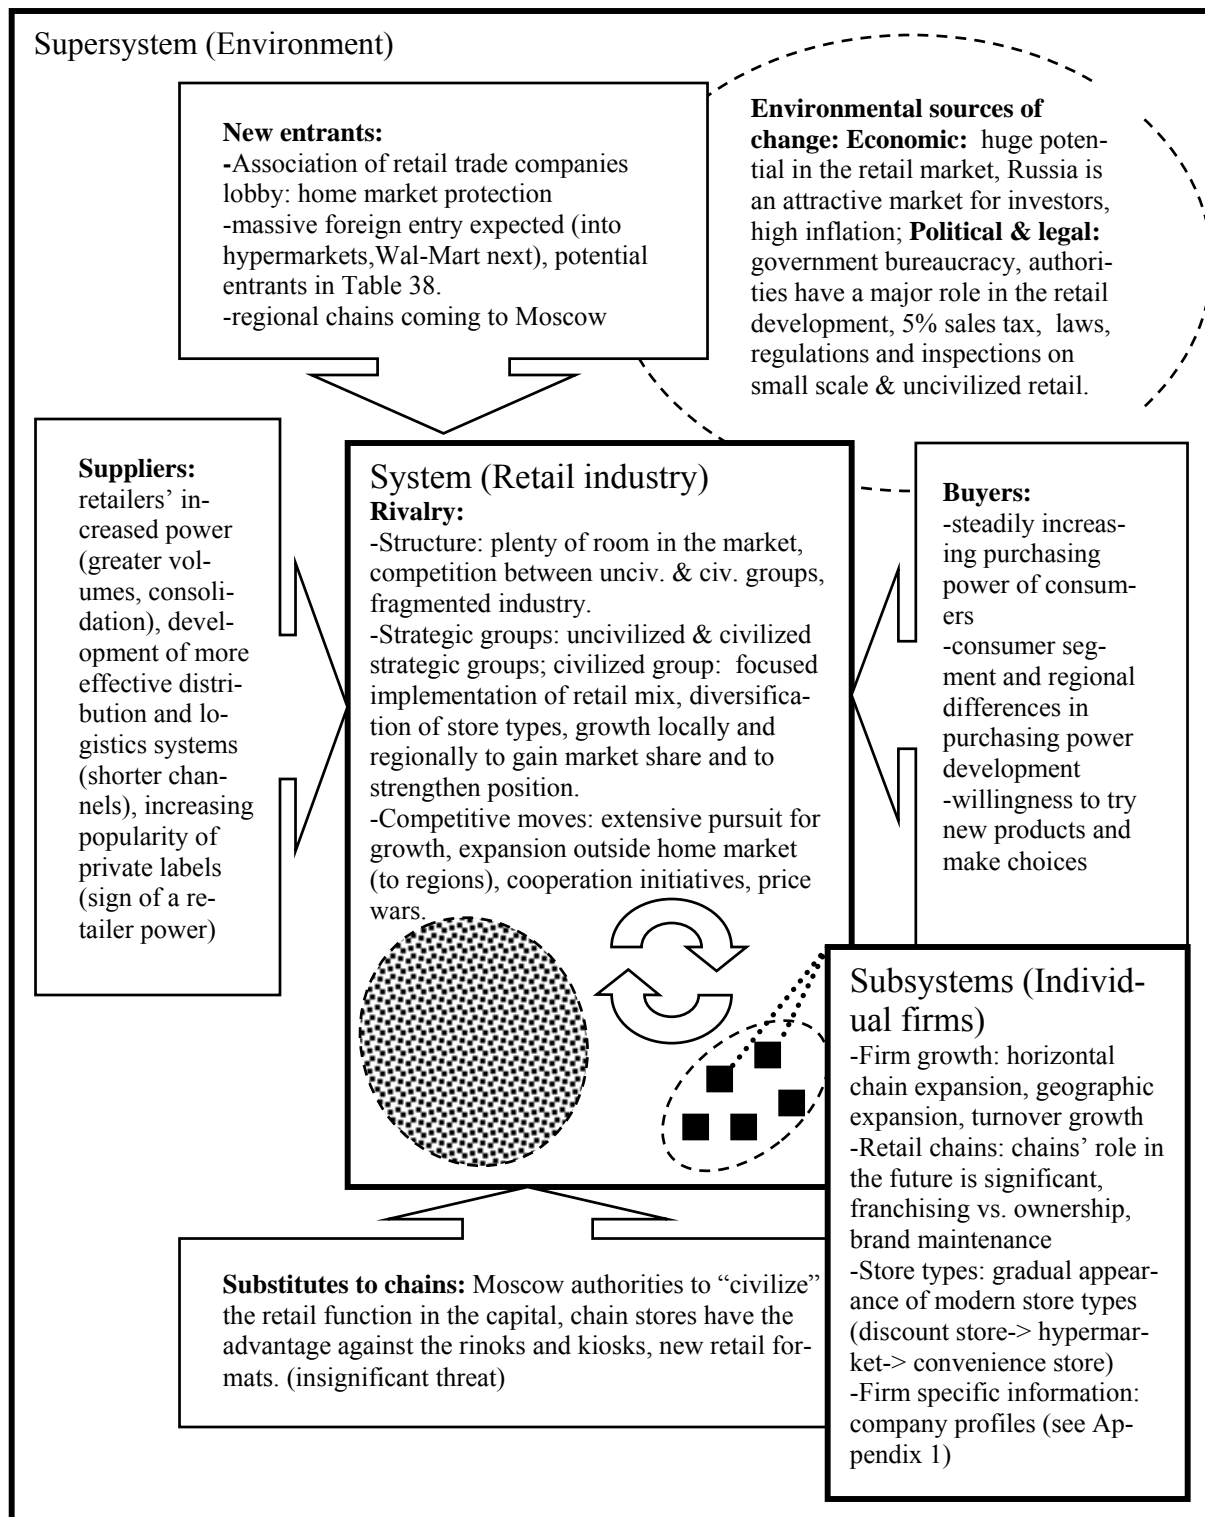 Supersystem (Environment)
New entrants:
-Association of retail trade companies
lobby: home market protection
-massive foreign entry expected (into
hypermarkets,Wal-Mart next), potential
entrants in Table 38.
-regional chains coming to Moscow
Environmental sources of
change: Economic: huge poten-
tial in the retail market, Russia is
an attractive market for investors,
high inflation; Political & legal:
government bureaucracy, authori-
ties have a major role in the retail
development, 5% sales tax, laws,
regulations and inspections on
small scale & uncivilized retail.
Suppliers:
retailers’ in-
creased power
(greater vol-
umes, consoli-
dation), devel-
opment of more
effective distri-
bution and lo-
gistics systems
(shorter chan-
nels), increasing
popularity of
private labels
(sign of a re-
tailer power)
System (Retail industry)
Rivalry:
-Structure: plenty of room in the market,
competition between unciv. & civ. groups,
fragmented industry.
-Strategic groups: uncivilized & civilized
strategic groups; civilized group: focused
implementation of retail mix, diversifica-
tion of store types, growth locally and
regionally to gain market share and to
strengthen position.
-Competitive moves: extensive pursuit for
growth, expansion outside home market
(to regions), cooperation initiatives, price
wars.
Buyers:
-steadily increas-
ing purchasing
power of consum-
ers
-consumer seg-
ment and regional
differences in
purchasing power
development
-willingness to try
new products and
make choices
Subsystems (Individ-
ual firms)
-Firm growth: horizontal
chain expansion, geographic
expansion, turnover growth
-Retail chains: chains’ role in
the future is significant,
franchising vs. ownership,
brand maintenance
-Store types: gradual appear-
ance of modern store types
(discount store-> hypermar-
ket-> convenience store)
-Firm specific information:
company profiles (see Ap-
pendix 1)
Substitutes to chains: Moscow authorities to “civilize”
the retail function in the capital, chain stores have the
advantage against the rinoks and kiosks, new retail for-
mats. (insignificant threat)